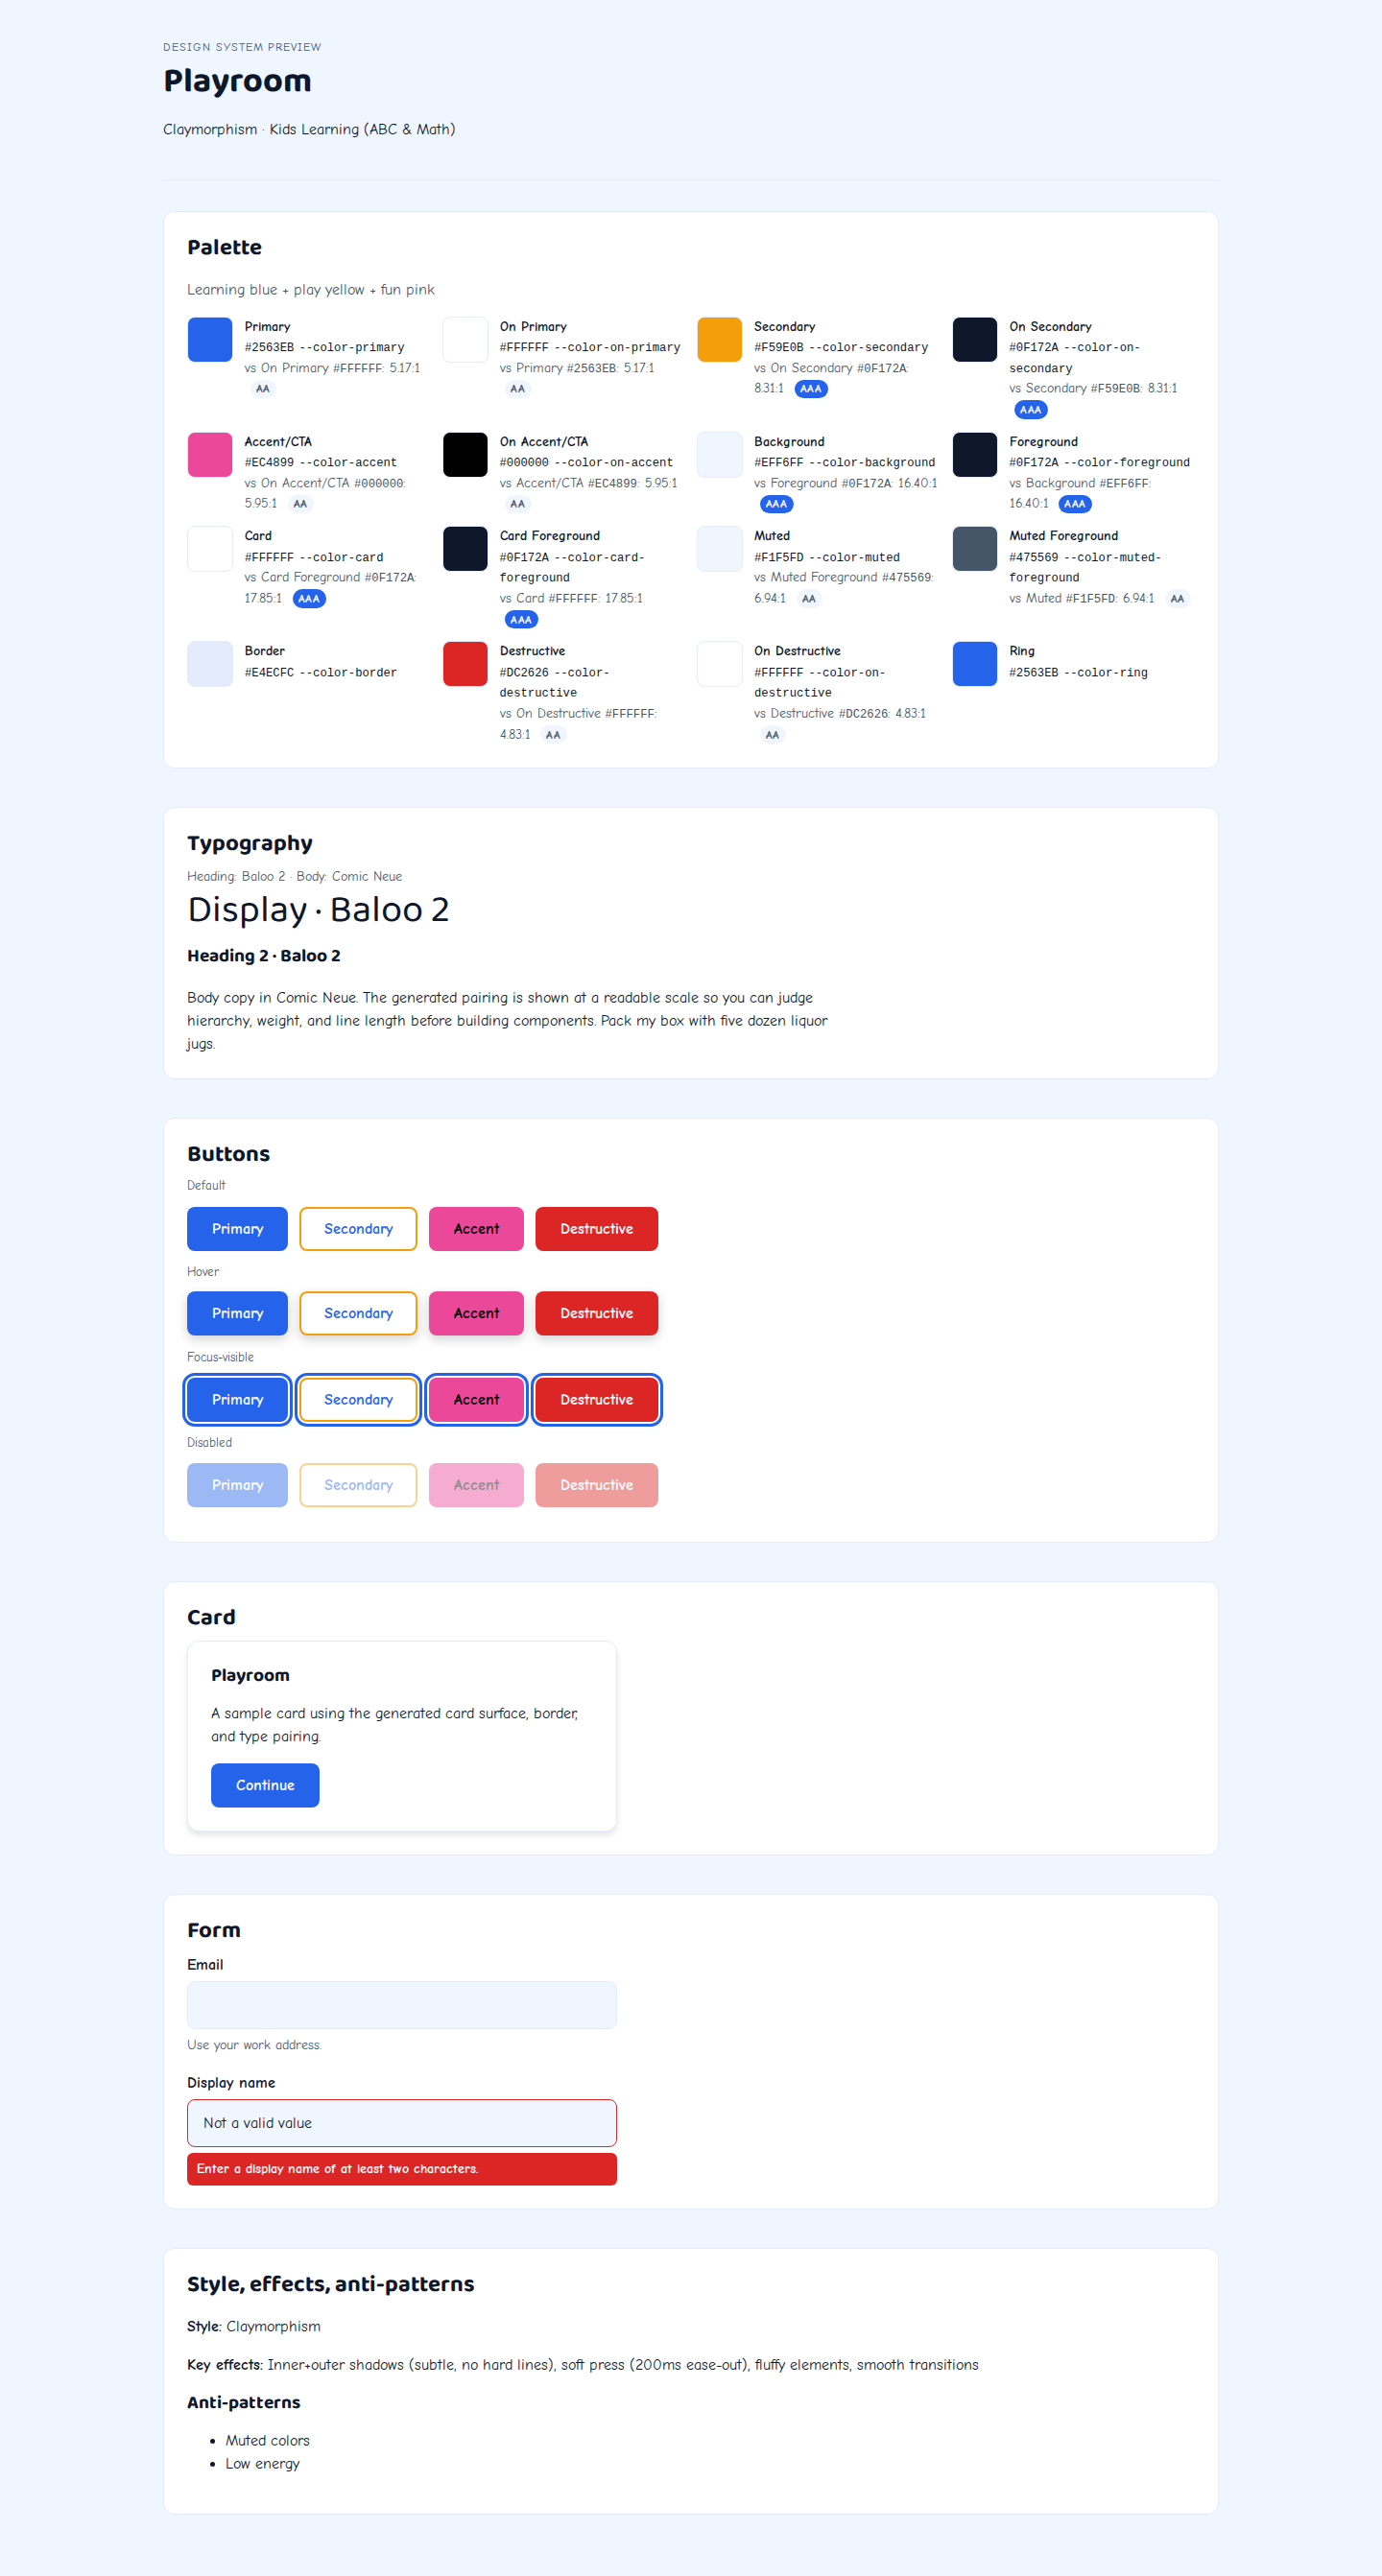 DESIGN SYSTEM PREVIEW
Playroom
Claymorphism · Kids Learning (ABC & Math)
Palette
Learning blue + play yellow + fun pink
Primary
#2563EB --color-primary
vs On Primary #FFFFFF: 5.17:1
AA
On Primary
#FFFFFF --color-on-primary
vs Primary #2563EB: 5.17:1
AA
Secondary
#F59E0B --color-secondary
vs On Secondary #0F172A:
8.31:1 AAA
On Secondary
#0F172A --color-on-
secondary
vs Secondary #F59E0B: 8.31:1
AAA
Accent/CTA
#EC4899 --color-accent
vs On Accent/CTA #000000:
5.95:1 AA
On Accent/CTA
#000000 --color-on-accent
vs Accent/CTA #EC4899: 5.95:1
AA
Background
#EFF6FF --color-background
vs Foreground #0F172A: 16.40:1
AAA
Foreground
#0F172A --color-foreground
vs Background #EFF6FF:
16.40:1 AAA
Card
#FFFFFF --color-card
vs Card Foreground #0F172A:
17.85:1 AAA
Card Foreground
#0F172A --color-card-
foreground
vs Card #FFFFFF: 17.85:1
AAA
Muted
#F1F5FD --color-muted
vs Muted Foreground #475569:
6.94:1 AA
Muted Foreground
#475569 --color-muted-
foreground
vs Muted #F1F5FD: 6.94:1 AA
Border
#E4ECFC --color-border
Destructive
#DC2626 --color-
destructive
vs On Destructive #FFFFFF:
4.83:1 AA
On Destructive
#FFFFFF --color-on-
destructive
vs Destructive #DC2626: 4.83:1
AA
Ring
#2563EB --color-ring
Typography
Heading: Baloo 2 · Body: Comic Neue
Display · Baloo 2
Heading 2 · Baloo 2
Body copy in Comic Neue. The generated pairing is shown at a readable scale so you can judge
hierarchy, weight, and line length before building components. Pack my box with five dozen liquor
jugs.
Buttons
Default
Primary Secondary Accent Destructive
Hover
Primary Secondary Accent Destructive
Focus-visible
Primary Secondary Accent Destructive
Disabled
Primary Secondary Accent Destructive
Card
Playroom
A sample card using the generated card surface, border,
and type pairing.
Continue
Form
Email
Use your work address.
Display name
Not a valid value
Enter a display name of at least two characters.
Style, effects, anti-patterns
Style: Claymorphism
Key effects: Inner+outer shadows (subtle, no hard lines), soft press (200ms ease-out), fluffy elements, smooth transitions
Anti-patterns
• Muted colors
• Low energy